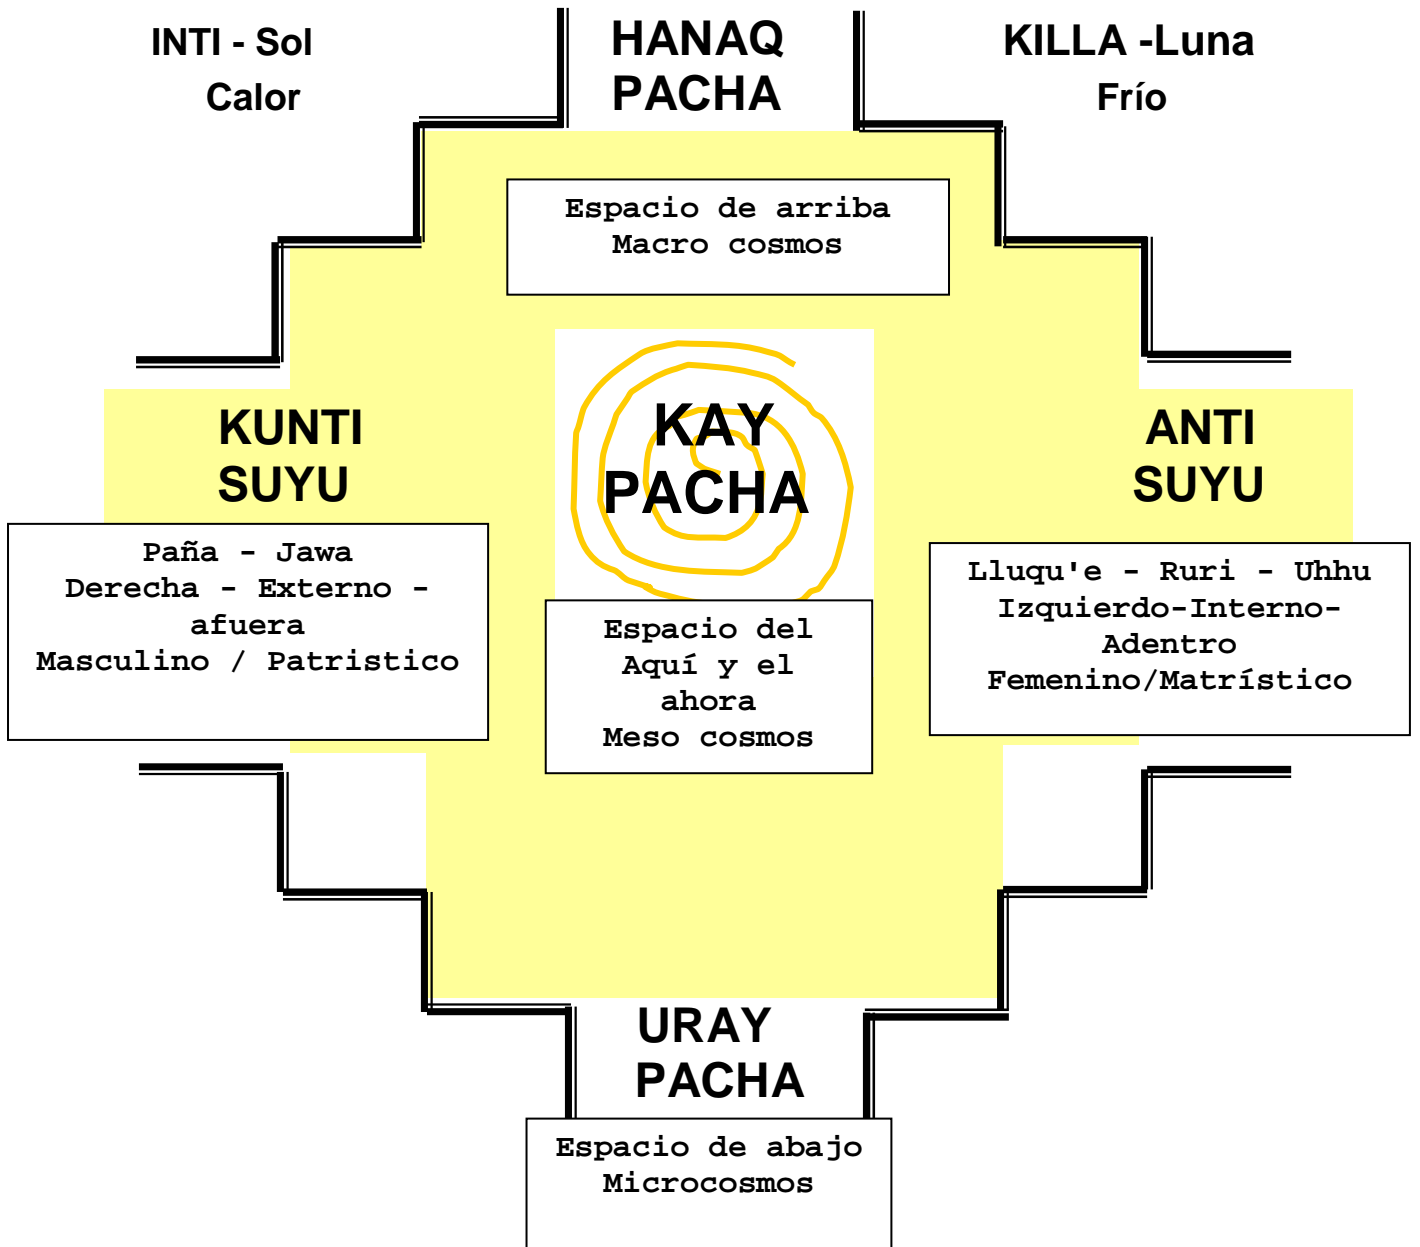 INTI - Sol
Calor
HANAQ
PACHA
KILLA -Luna
Frío
Espacio de arriba
Macro cosmos
KUNTI
SUYU
KAY
PACHA
ANTI
SUYU
Paña - Jawa
Derecha - Externo -
afuera
Masculino / Patristico
Espacio del
Aquí y el
ahora
Meso cosmos
Lluqu'e - Ruri - Uhhu
Izquierdo-Interno-
Adentro
Femenino/Matrístico
URAY
PACHA
Espacio de abajo
Microcosmos